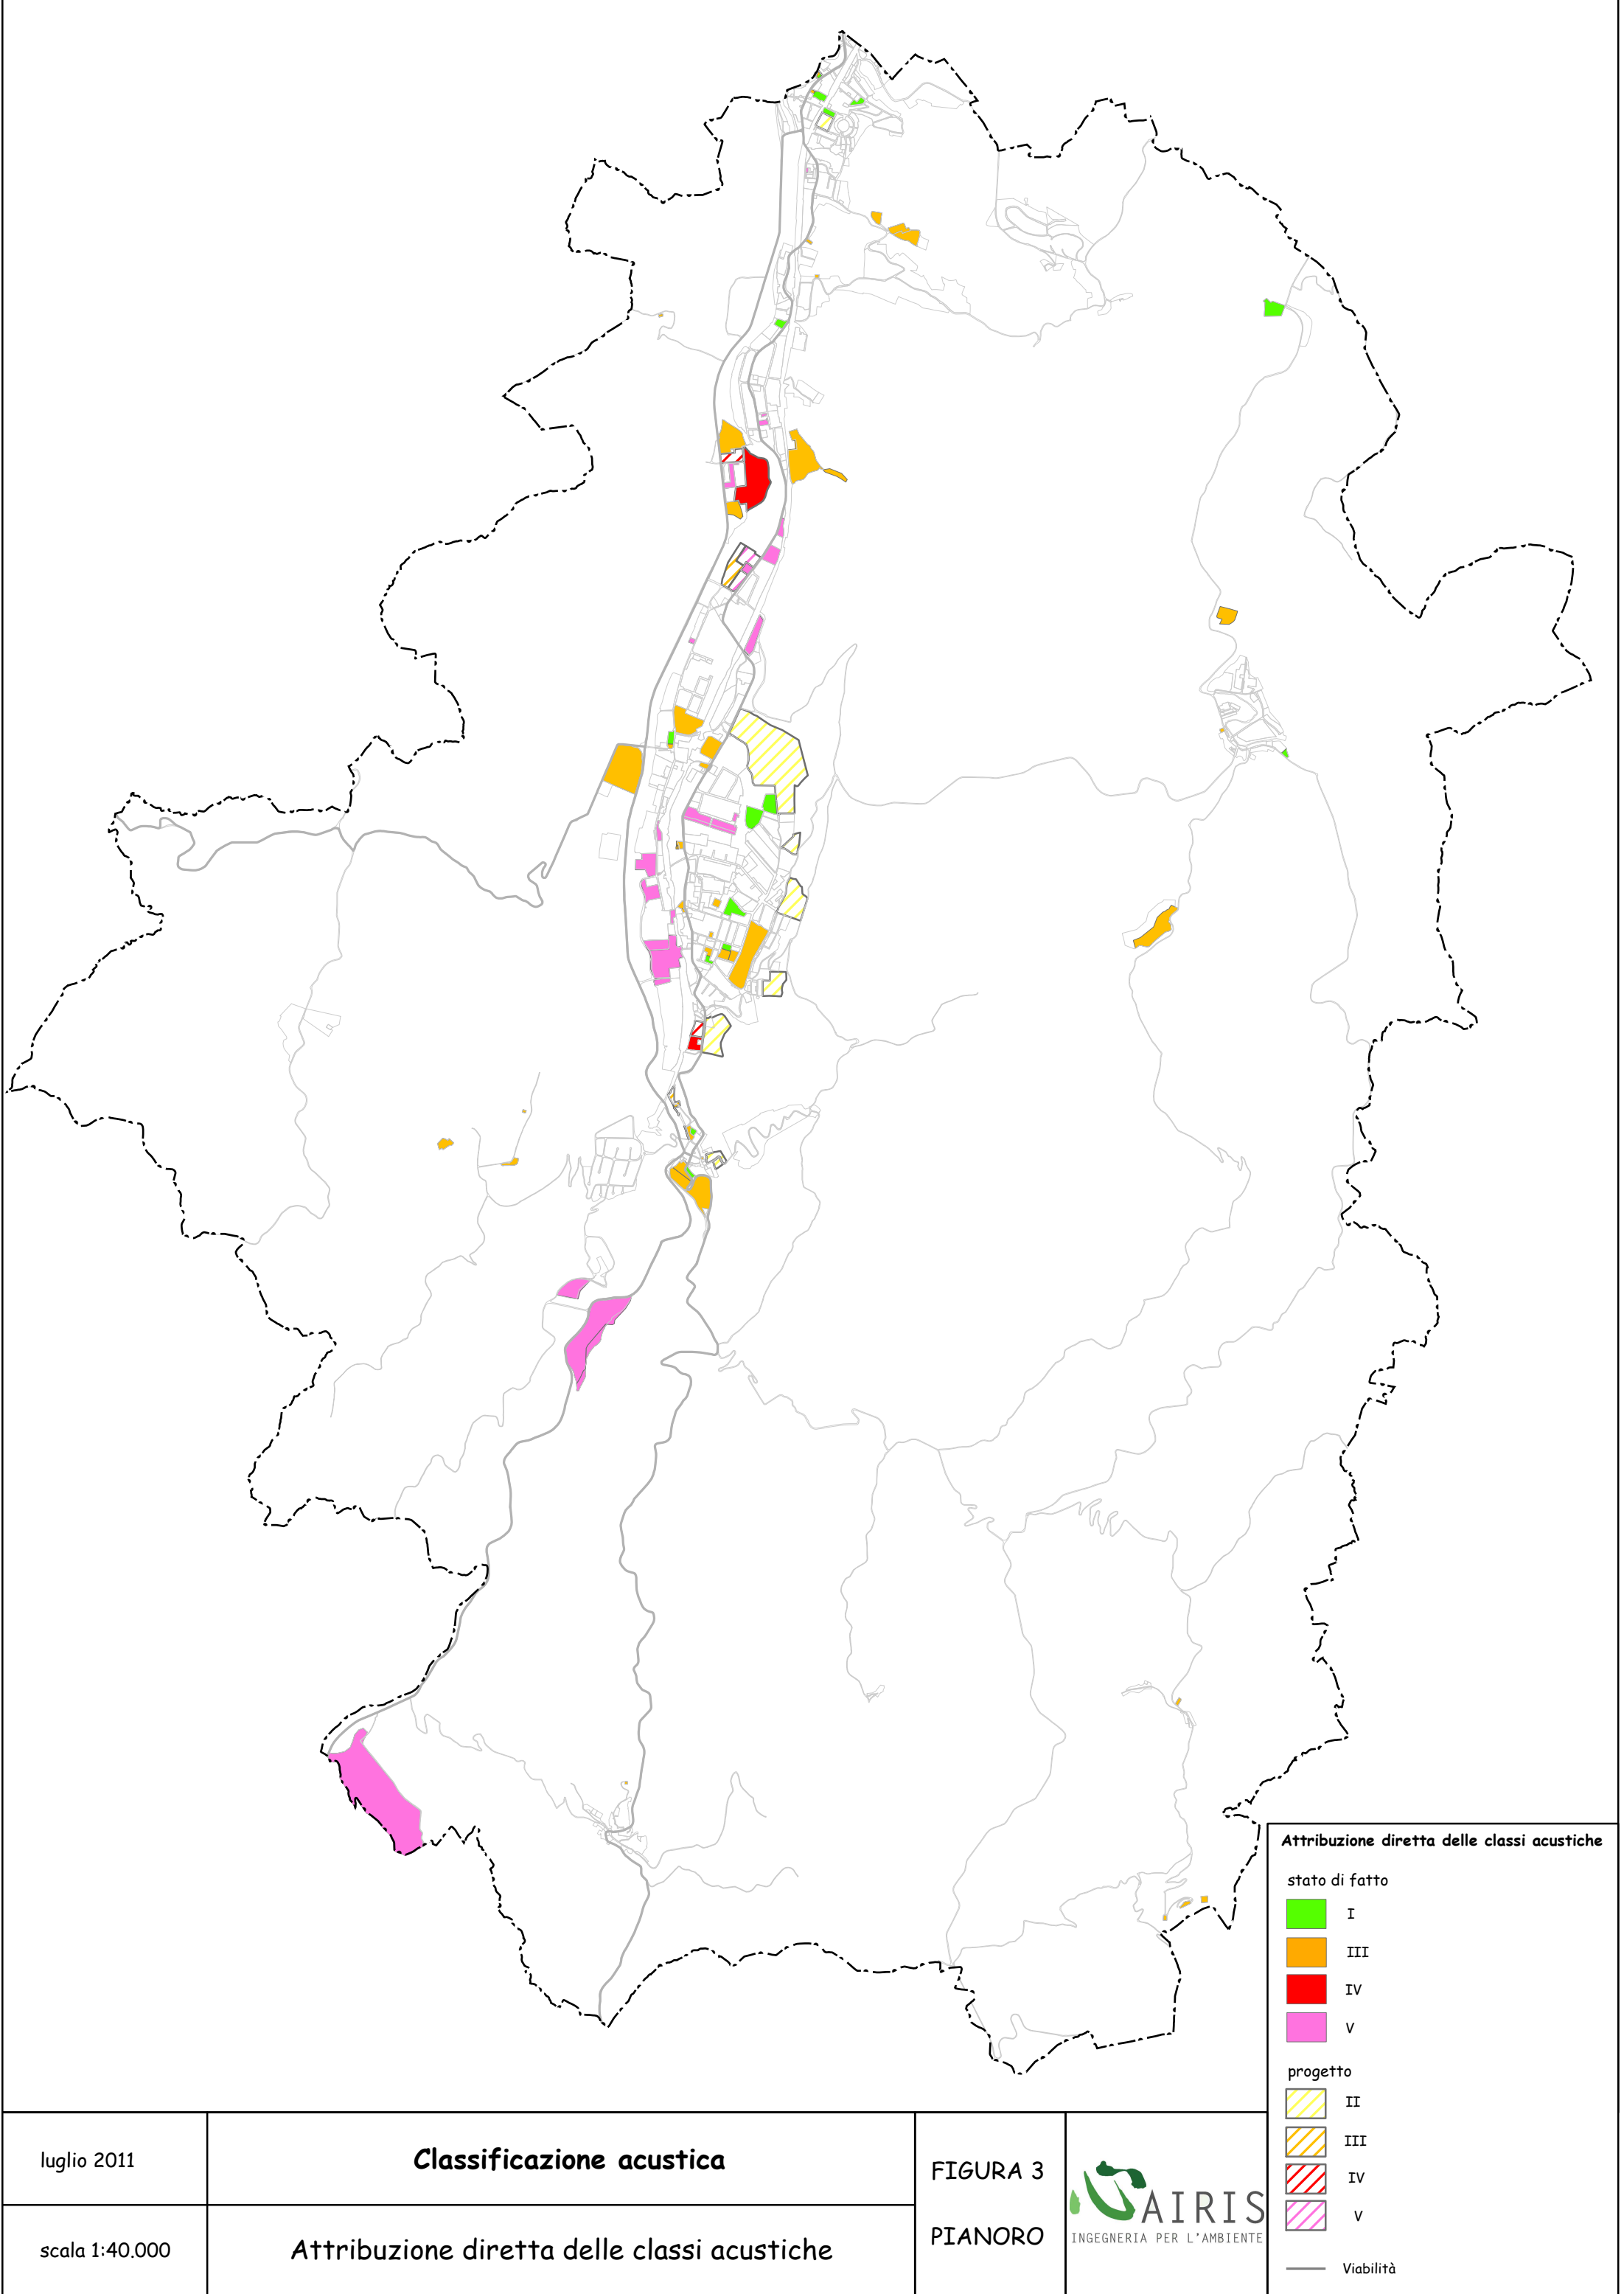 Attribuzione diretta delle classi acustiche
stato di fatto
I
III
IV
V
progetto
II
III
IV
V
Viabilità
luglio 2011
Classificazione acustica
scala 1:40.000
Attribuzione diretta delle classi acustiche
FIGURA 3
PIANORO
AIRIS
INGEGNERIA PER L'AMBIENTE